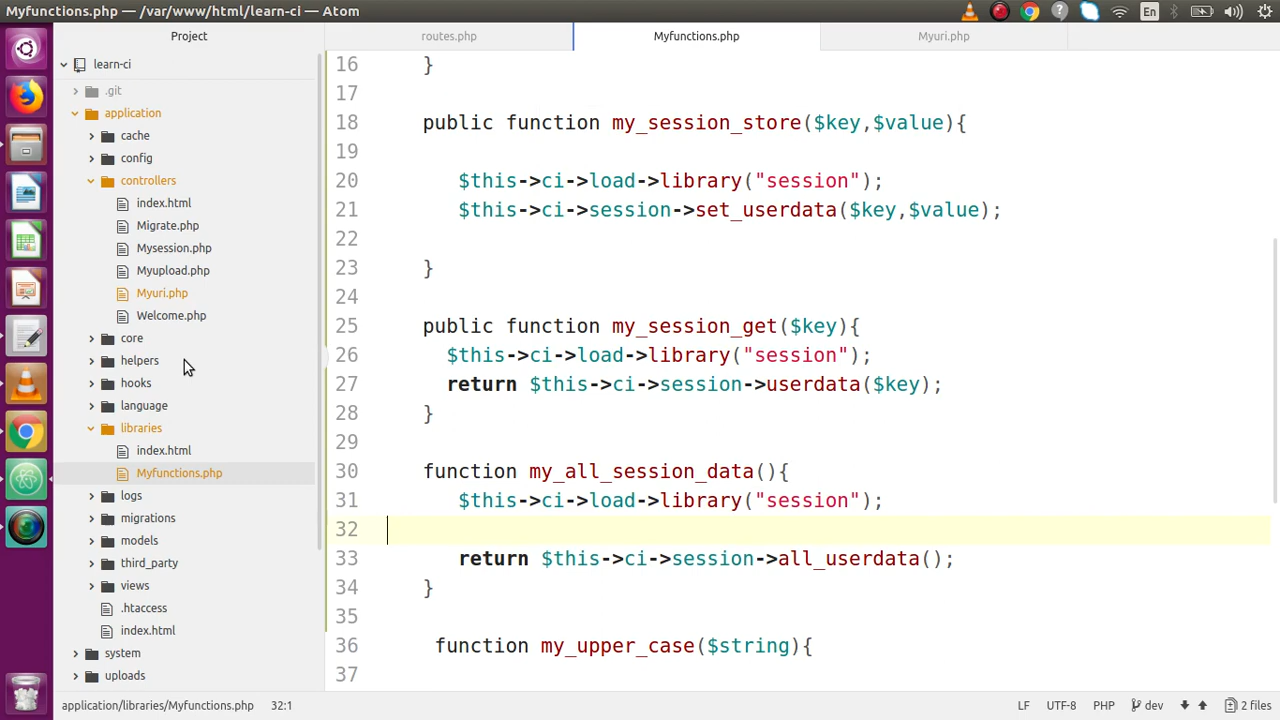 Myfunctions.php — /var/www/html/learn-ci — Atom
En
Project
routes.php
Myfunctions.php
Myuri.php
learn-ci
.git
application
cache
config
controllers
index.html
Migrate.php
Mysession.php
Myupload.php
Myuri.php
Welcome.php
core
helpers
hooks
language
libraries
index.html
Myfunctions.php
logs
migrations
models
third_party
views
.htaccess
index.html
system
uploads
16 }
17
18 public function my_session_store($key,$value){
19
20 $this->ci->load->library("session");
21 $this->ci->session->set_userdata($key,$value);
22
23 }
24
25 public function my_session_get($key){
26 $this->ci->load->library("session");
27 return $this->ci->session->userdata($key);
28 }
29
30 function my_all_session_data(){
31 $this->ci->load->library("session");
32
33 return $this->ci->session->all_userdata();
34 }
35
36 function my_upper_case($string){
37
application/libraries/Myfunctions.php 32:1
LF UTF-8 PHP dev 2 files